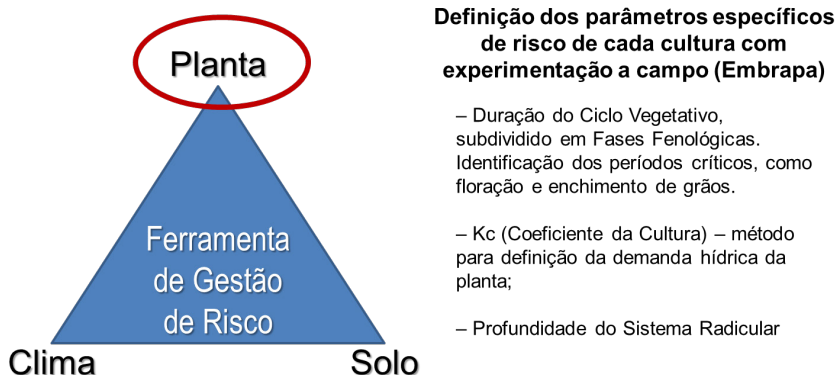 Planta
Ferramenta
de Gestão
de Risco
Clima
Solo
Definição dos parâmetros específicos
de risco de cada cultura com
experimentação a campo (Embrapa)
– Duração do Ciclo Vegetativo,
subdividido em Fases Fenológicas.
Identificação dos períodos críticos, como
floração e enchimento de grãos.
– Kc (Coeficiente da Cultura) – método
para definição da demanda hídrica da
planta;
– Profundidade do Sistema Radicular